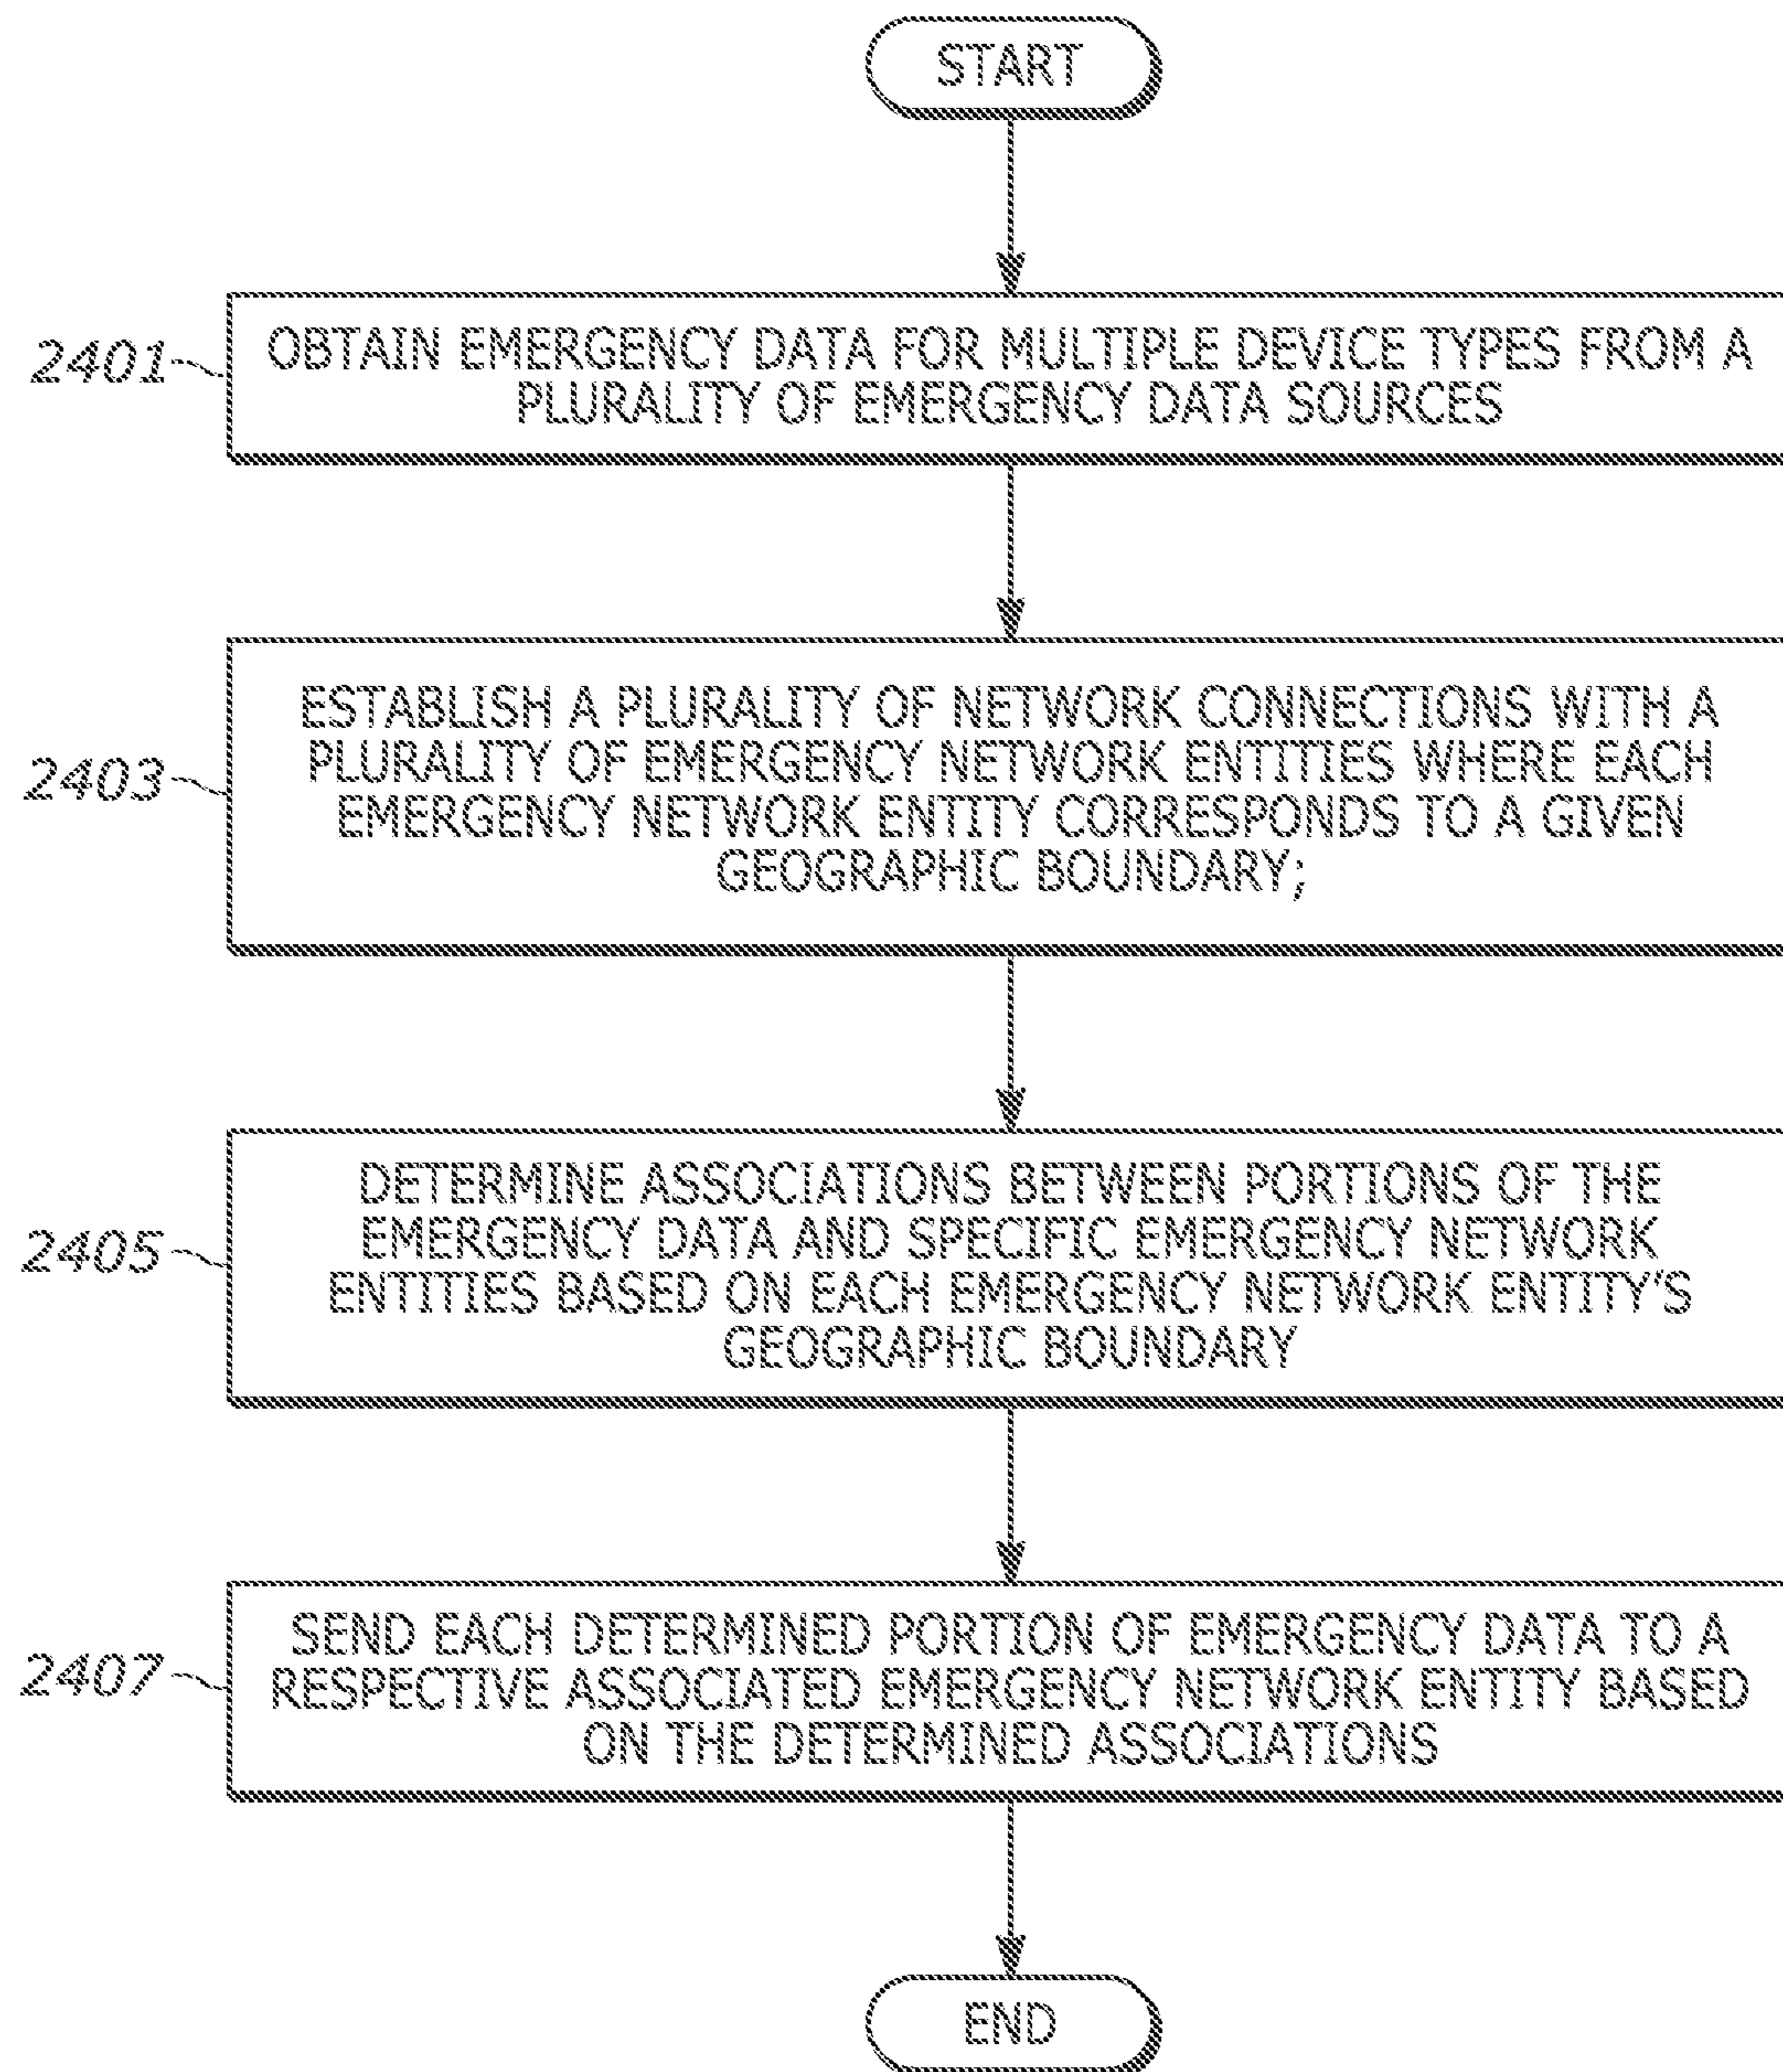 START
2401
OBTAIN EMERGENCY DATA FOR MULTIPLE DEVICE TYPES FROM A
PLURALITY OF EMERGENCY DATA SOURCES
2403
ESTABLISH A PLURALITY OF NETWORK CONNECTIONS WITH A
PLURALITY OF EMERGENCY NETWORK ENTITIES WHERE EACH
EMERGENCY NETWORK ENTITY CORRESPONDS TO A GIVEN
GEOGRAPHIC BOUNDARY;
2405
DETERMINE ASSOCIATIONS BETWEEN PORTIONS OF THE
EMERGENCY DATA AND SPECIFIC EMERGENCY NETWORK
ENTITIES BASED ON EACH EMERGENCY NETWORK ENTITY'S
GEOGRAPHIC BOUNDARY
2407
SEND EACH DETERMINED PORTION OF EMERGENCY DATA TO A
RESPECTIVE ASSOCIATED EMERGENCY NETWORK ENTITY BASED
ON THE DETERMINED ASSOCIATIONS
END